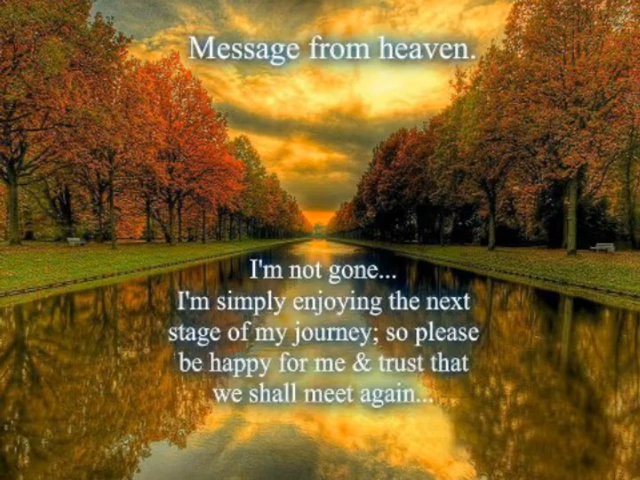 Message from heaven.
I'm not gone...
I'm simply enjoying the next
stage of my journey; so please
be happy for me & trust that
we shall meet again...